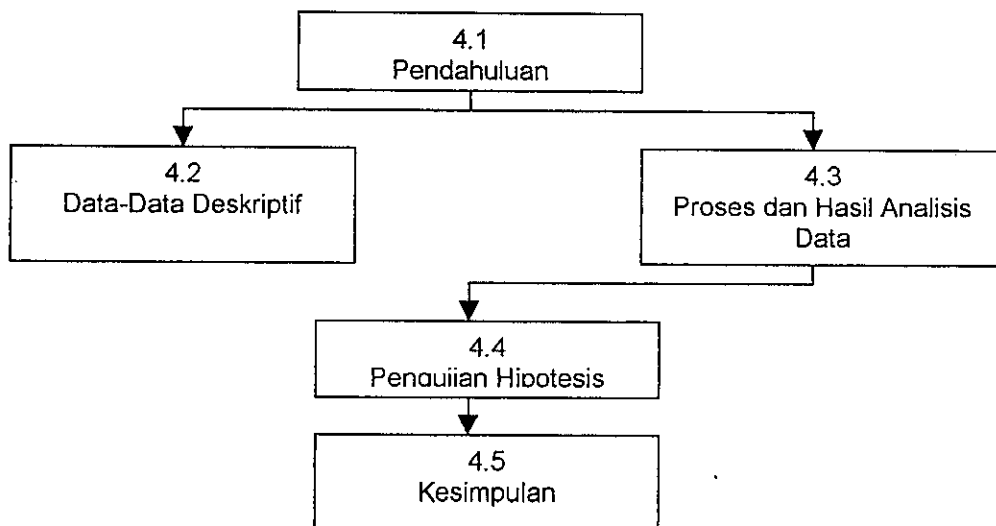 4.1
Pendahuluan
4.2
Data-Data Deskriptif
4.3
Proses dan Hasil Analisis
Data
4.4
Pengujian Hipotesis
4.5
Kesimpulan